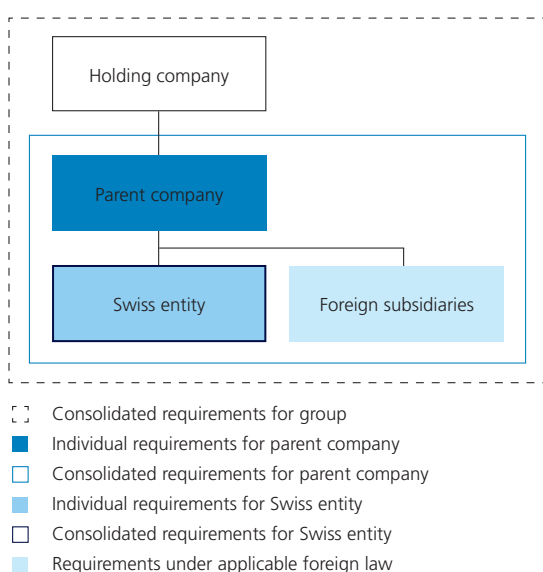 Holding company
Parent company
Swiss entity
Foreign subsidiaries
Consolidated requirements for group
Individual requirements for parent company
Consolidated requirements for parent company
Individual requirements for Swiss entity
Consolidated requirements for Swiss entity
Requirements under applicable foreign law